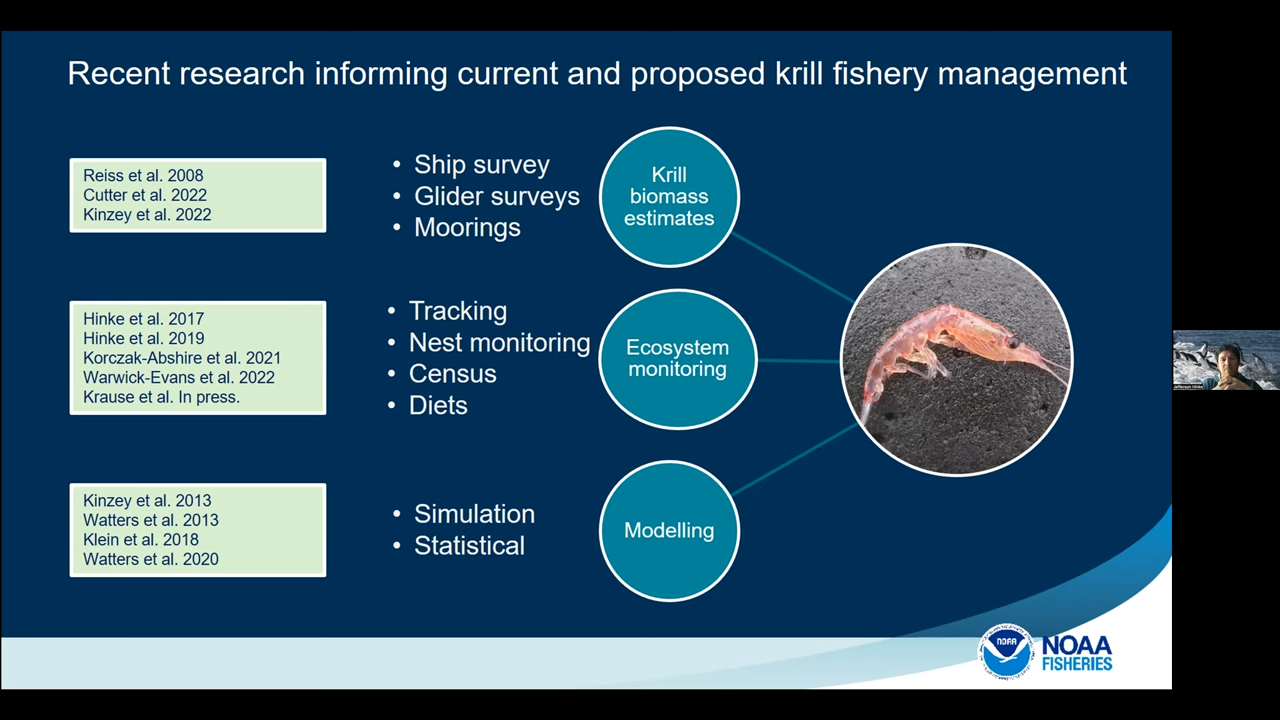 Recent research informing current and proposed krill fishery management
Reiss et al. 2008
Cutter et al. 2022
Kinzey et al. 2022
• Ship survey
• Glider surveys
• Moorings
Krill
biomass
estimates
Hinke et al. 2017
Hinke et al. 2019
Korczak-Abshire et al. 2021
Warwick-Evans et al. 2022
Krause et al. In press.
• Tracking
• Nest monitoring
• Census
• Diets
Ecosystem
monitoring
Kinzey et al. 2013
Watters et al. 2013
Klein et al. 2018
Watters et al. 2020
• Simulation
• Statistical
Modelling
Jefferson Hinke
NOAA
NOAA
FISHERIES